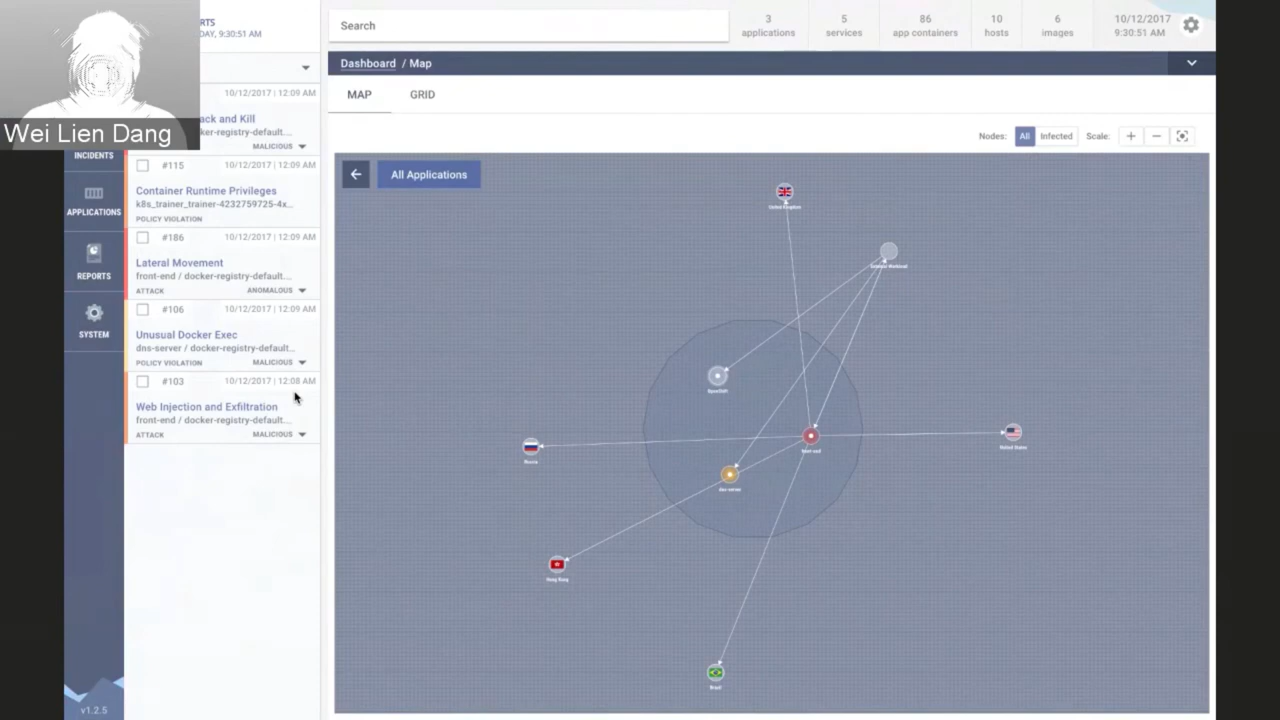 Wei Lien Dang
RTS
DAY, 9:30:51 AM
INCIDENTS
APPLICATIONS
REPORTS
SYSTEM
v1.2.5
10/12/2017 | 12:09 AM
ack and Kill
cker-registry-default....
MALICIOUS
#115
10/12/2017 | 12:09 AM
Container Runtime Privileges
k8s_trainer_trainer-4232759725-4x...
POLICY VIOLATION
#186
10/12/2017 | 12:09 AM
Lateral Movement
front-end / docker-registry-default....
ATTACK
ANOMALOUS
#106
10/12/2017 | 12:09 AM
Unusual Docker Exec
dns-server / docker-registry-default...
POLICY VIOLATION
MALICIOUS
#103
10/12/2017 | 12:08 AM
Web Injection and Exfiltration
front-end / docker-registry-default....
ATTACK
MALICIOUS
Search
3
applications
5
services
86
app containers
10
hosts
6
images
10/12/2017
9:30:51 AM
Dashboard / Map
MAP
GRID
Nodes:
All
Infected
Scale:
All Applications
United Kingdom
OpenShift
front-end
dns-server
Russia
United States
Hong Kong
Brazil